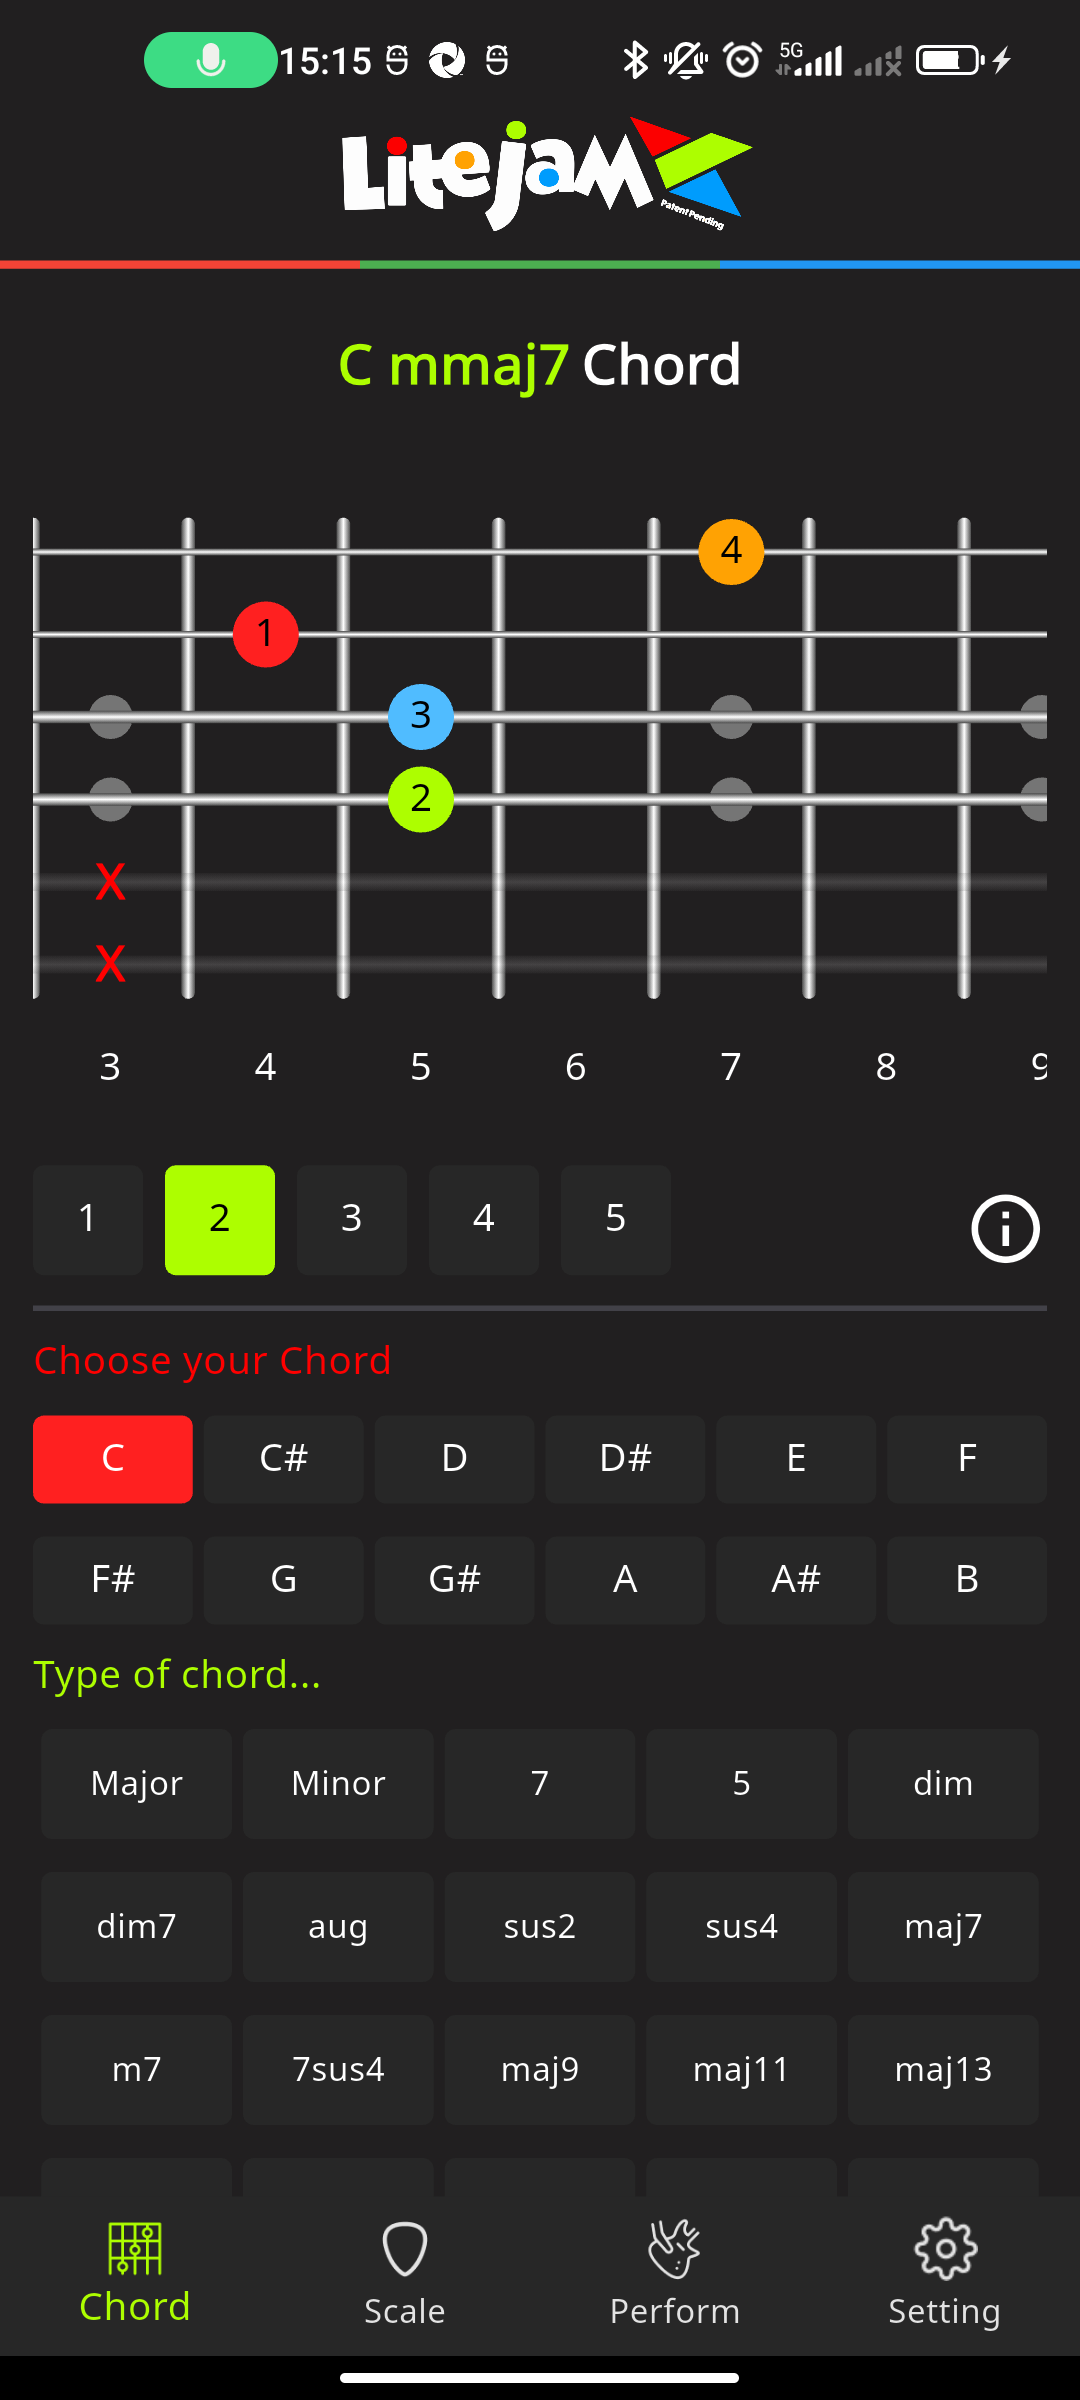 15:15 5G
Litejam
Patent Pending
C mmaj7 Chord
4
1
3
2
X
X
3 4 5 6 7 8 9
1 2 3 4 5
Choose your Chord
C C# D D# E F
F# G G# A A# B
Type of chord...
Major Minor 7 5 dim
dim7 aug sus2 sus4 maj7
m7 7sus4 maj9 maj11 maj13
Chord Scale Perform Setting